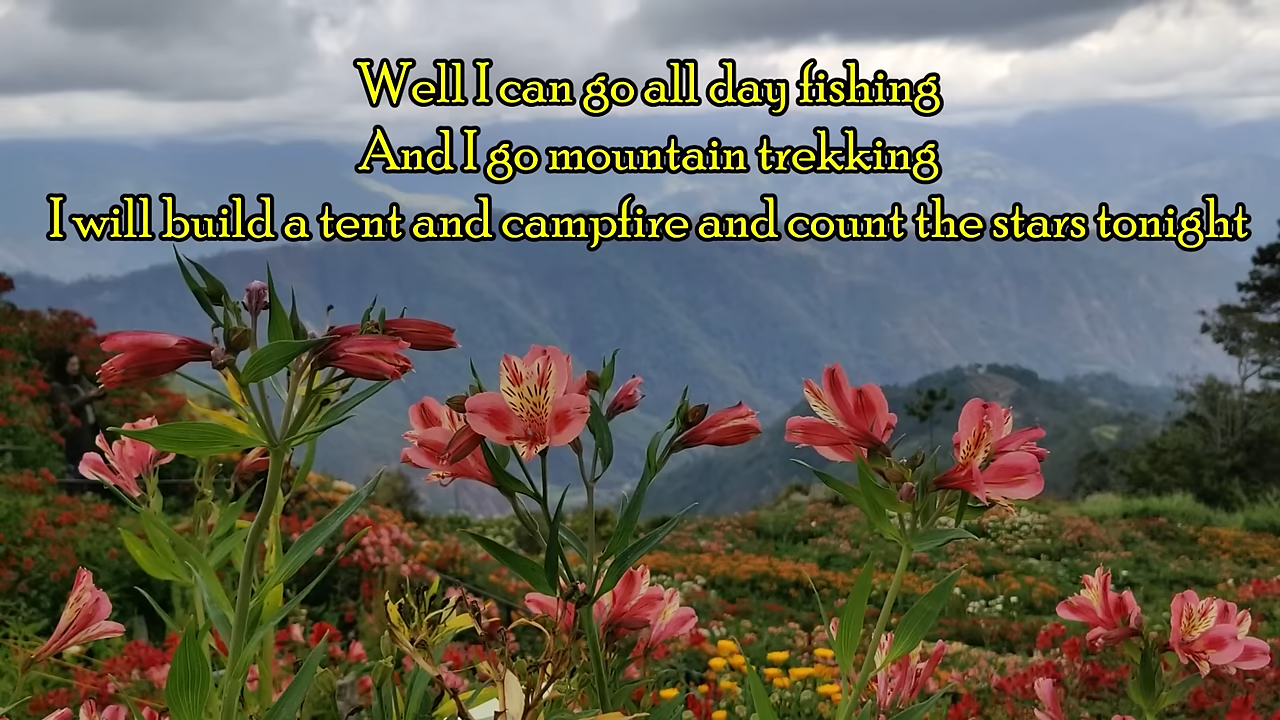 Well I can go all day fishing
And I go mountain trekking
I will build a tent and campfire and count the stars tonight